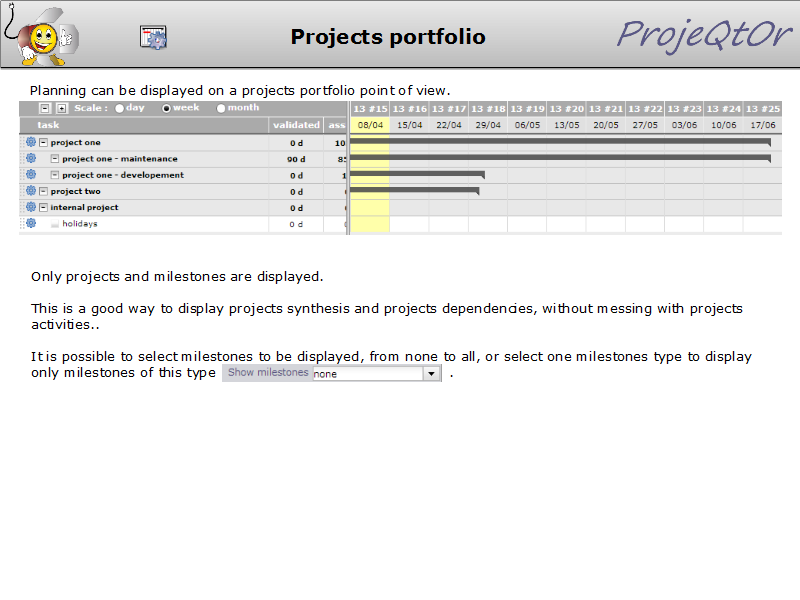 Projects portfolio
ProjeQtOr
Planning can be displayed on a projects portfolio point of view.
Scale : day week month 13 #15 13 #16 13 #17 13 #18 13 #19 13 #20 13 #21 13 #22 13 #23 13 #24 13 #25
task validated ass 08/04 15/04 22/04 29/04 06/05 13/05 20/05 27/05 03/06 10/06 17/06
project one 0 d 10
project one - maintenance 90 d 85
project one - developement 0 d 1
project two 0 d
internal project 0 d
holidays 0 d
Only projects and milestones are displayed.
This is a good way to display projects synthesis and projects dependencies, without messing with projects
activities..
It is possible to select milestones to be displayed, from none to all, or select one milestones type to display
only milestones of this type Show milestones none .